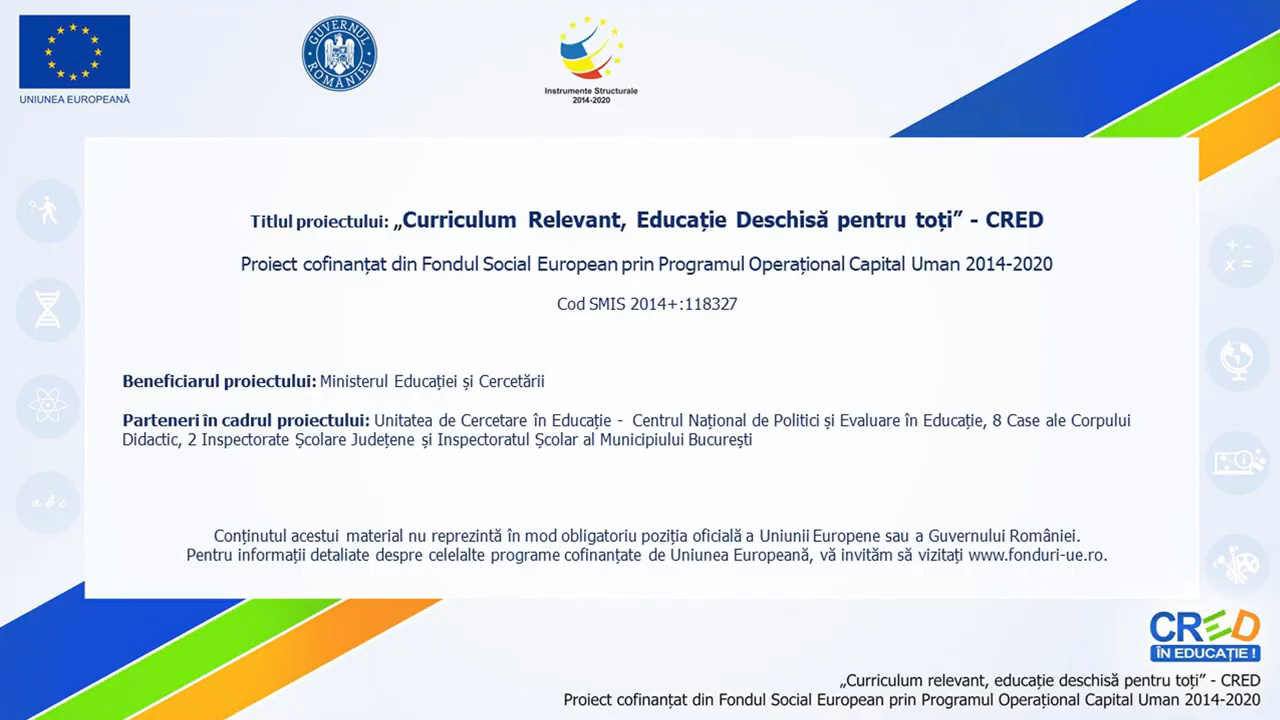 UNIUNEA EUROPEANĂ
GUVERNUL ROMÂNIEI
Instrumente Structurale
2014-2020
Titlul proiectului: „Curriculum Relevant, Educație Deschisă pentru toți” - CRED
Proiect cofinanțat din Fondul Social European prin Programul Operațional Capital Uman 2014-2020
Cod SMIS 2014+:118327
Beneficiarul proiectului: Ministerul Educației și Cercetării
Parteneri în cadrul proiectului: Unitatea de Cercetare în Educație - Centrul Național de Politici și Evaluare în Educație, 8 Case ale Corpului
Didactic, 2 Inspectorate Școlare Județene și Inspectoratul Școlar al Municipiului București
Conținutul acestui material nu reprezintă în mod obligatoriu poziția oficială a Uniunii Europene sau a Guvernului României.
Pentru informații detaliate despre celelalte programe cofinanțate de Uniunea Europeană, vă invităm să vizitați www.fonduri-ue.ro.
a b c
+ -
x =
CRED
ÎN EDUCAȚIE !
„Curriculum relevant, educație deschisă pentru toți” - CRED
Proiect cofinanțat din Fondul Social European prin Programul Operațional Capital Uman 2014-2020